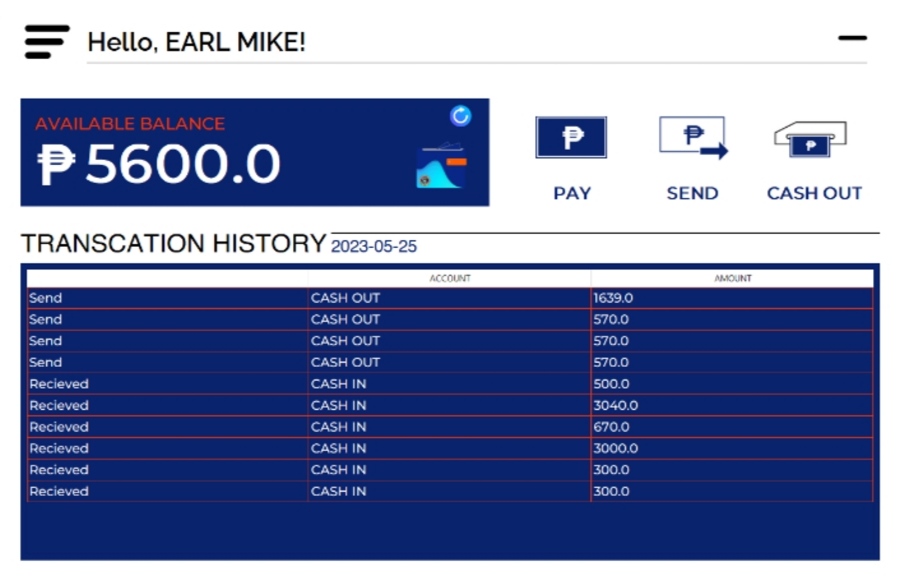 Hello, EARL MIKE!
AVAILABLE BALANCE
₱ 5600.0
₱
PAY
₱
SEND
₱
CASH OUT
TRANSCATION HISTORY 2023-05-25
ACCOUNT AMOUNT
Send CASH OUT 1639.0
Send CASH OUT 570.0
Send CASH OUT 570.0
Send CASH OUT 570.0
Recieved CASH IN 500.0
Recieved CASH IN 3040.0
Recieved CASH IN 670.0
Recieved CASH IN 3000.0
Recieved CASH IN 300.0
Recieved CASH IN 300.0